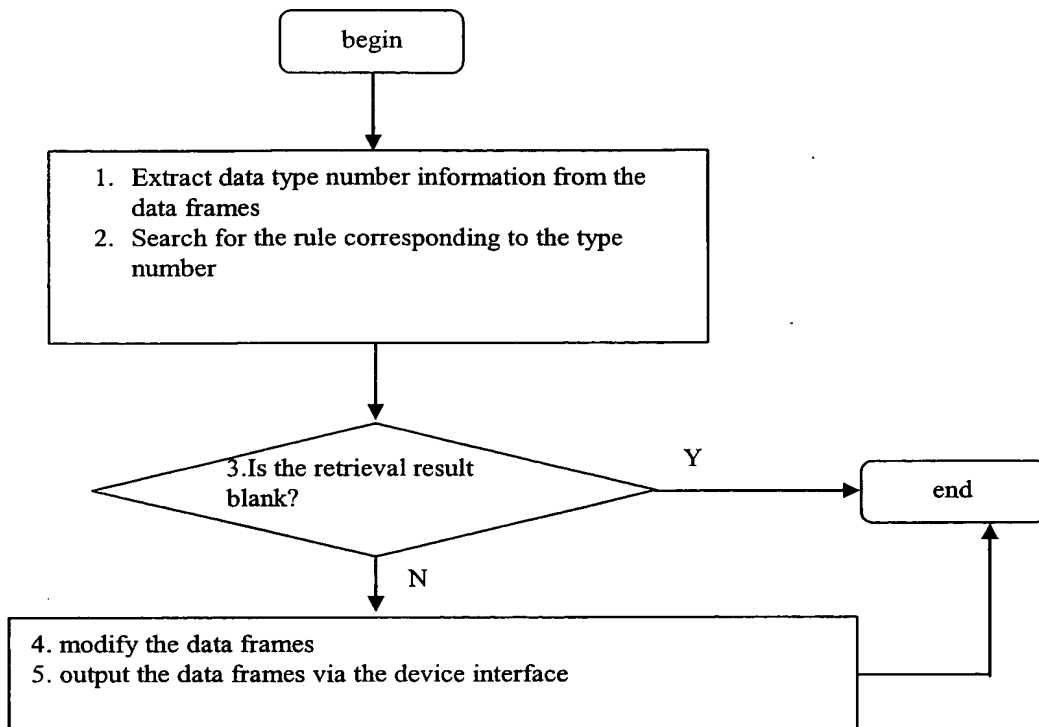 begin
1. Extract data type number information from the
data frames
2. Search for the rule corresponding to the type
number
3.Is the retrieval result
blank?
Y
end
N
4. modify the data frames
5. output the data frames via the device interface